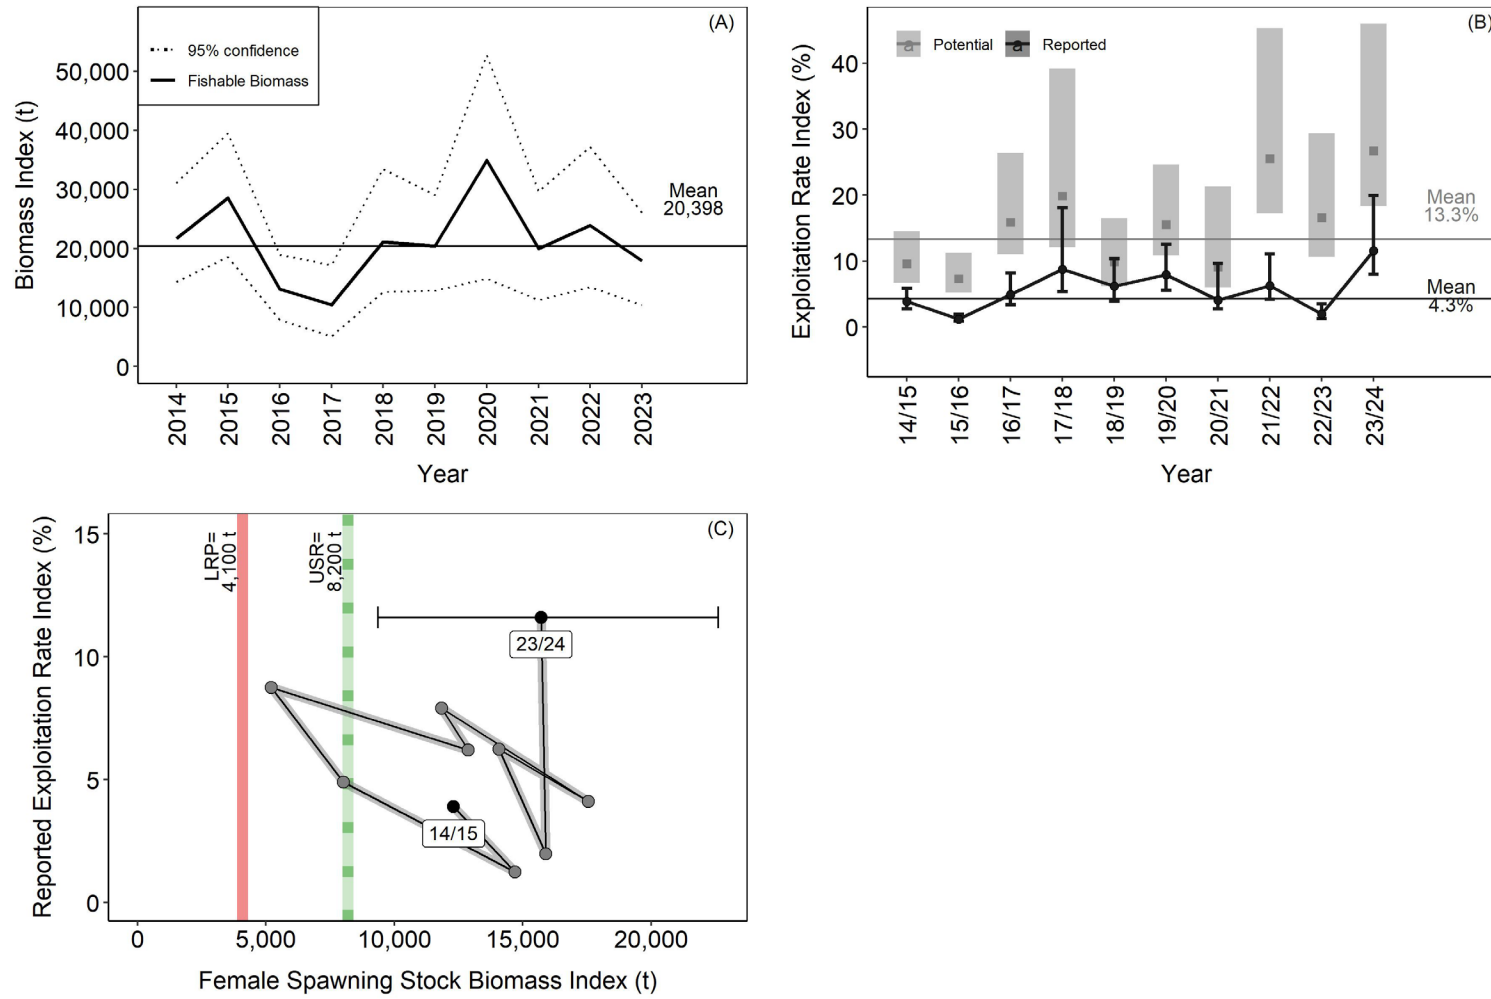 (A)
95% confidence
Fishable Biomass
Biomass Index (t)
50,000
40,000
30,000
20,000
10,000
0
Mean
20,398
2014
2015
2016
2017
2018
2019
2020
2021
2022
2023
Year
(B)
a Potential
a Reported
Exploitation Rate Index (%)
40
30
20
10
0
Mean
13.3%
Mean
4.3%
14/15
15/16
16/17
17/18
18/19
19/20
20/21
21/22
22/23
23/24
Year
(C)
Reported Exploitation Rate Index (%)
15
10
5
0
LRP=
4,100 t
USR=
8,200 t
23/24
14/15
0
5,000
10,000
15,000
20,000
Female Spawning Stock Biomass Index (t)